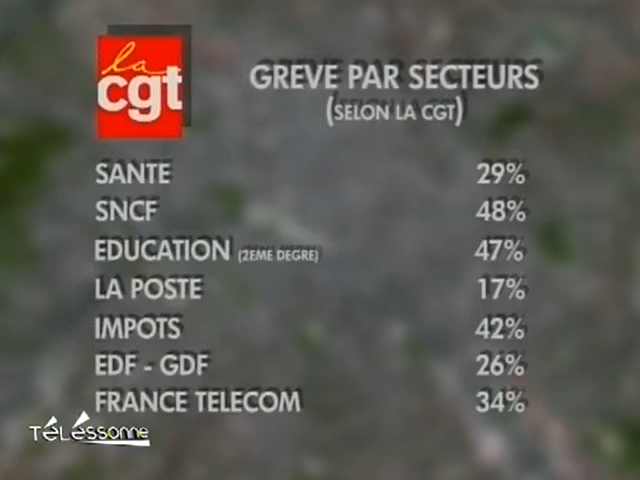 la
cgt
GREVE PAR SECTEURS
(SELON LA CGT)
SANTE 29%
SNCF 48%
EDUCATION (2EME DEGRE) 47%
LA POSTE 17%
IMPOTS 42%
EDF - GDF 26%
FRANCE TELECOM 34%
TéLéssonne